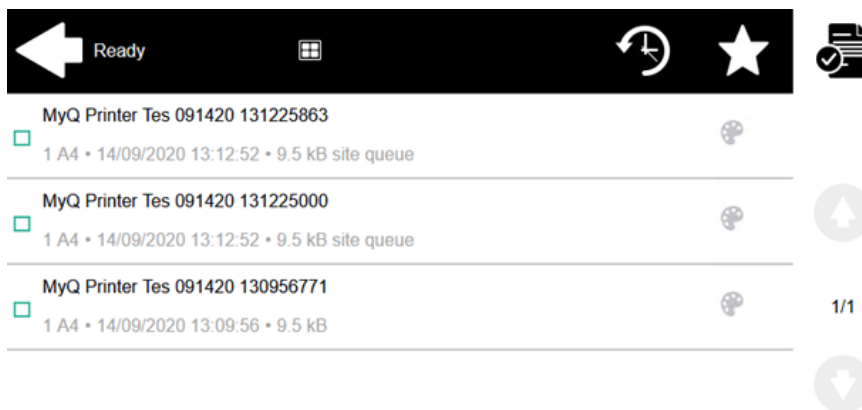 Ready
MyQ Printer Tes 091420 131225863
1 A4 • 14/09/2020 13:12:52 • 9.5 kB site queue
MyQ Printer Tes 091420 131225000
1 A4 • 14/09/2020 13:12:52 • 9.5 kB site queue
MyQ Printer Tes 091420 130956771
1 A4 • 14/09/2020 13:09:56 • 9.5 kB
1/1